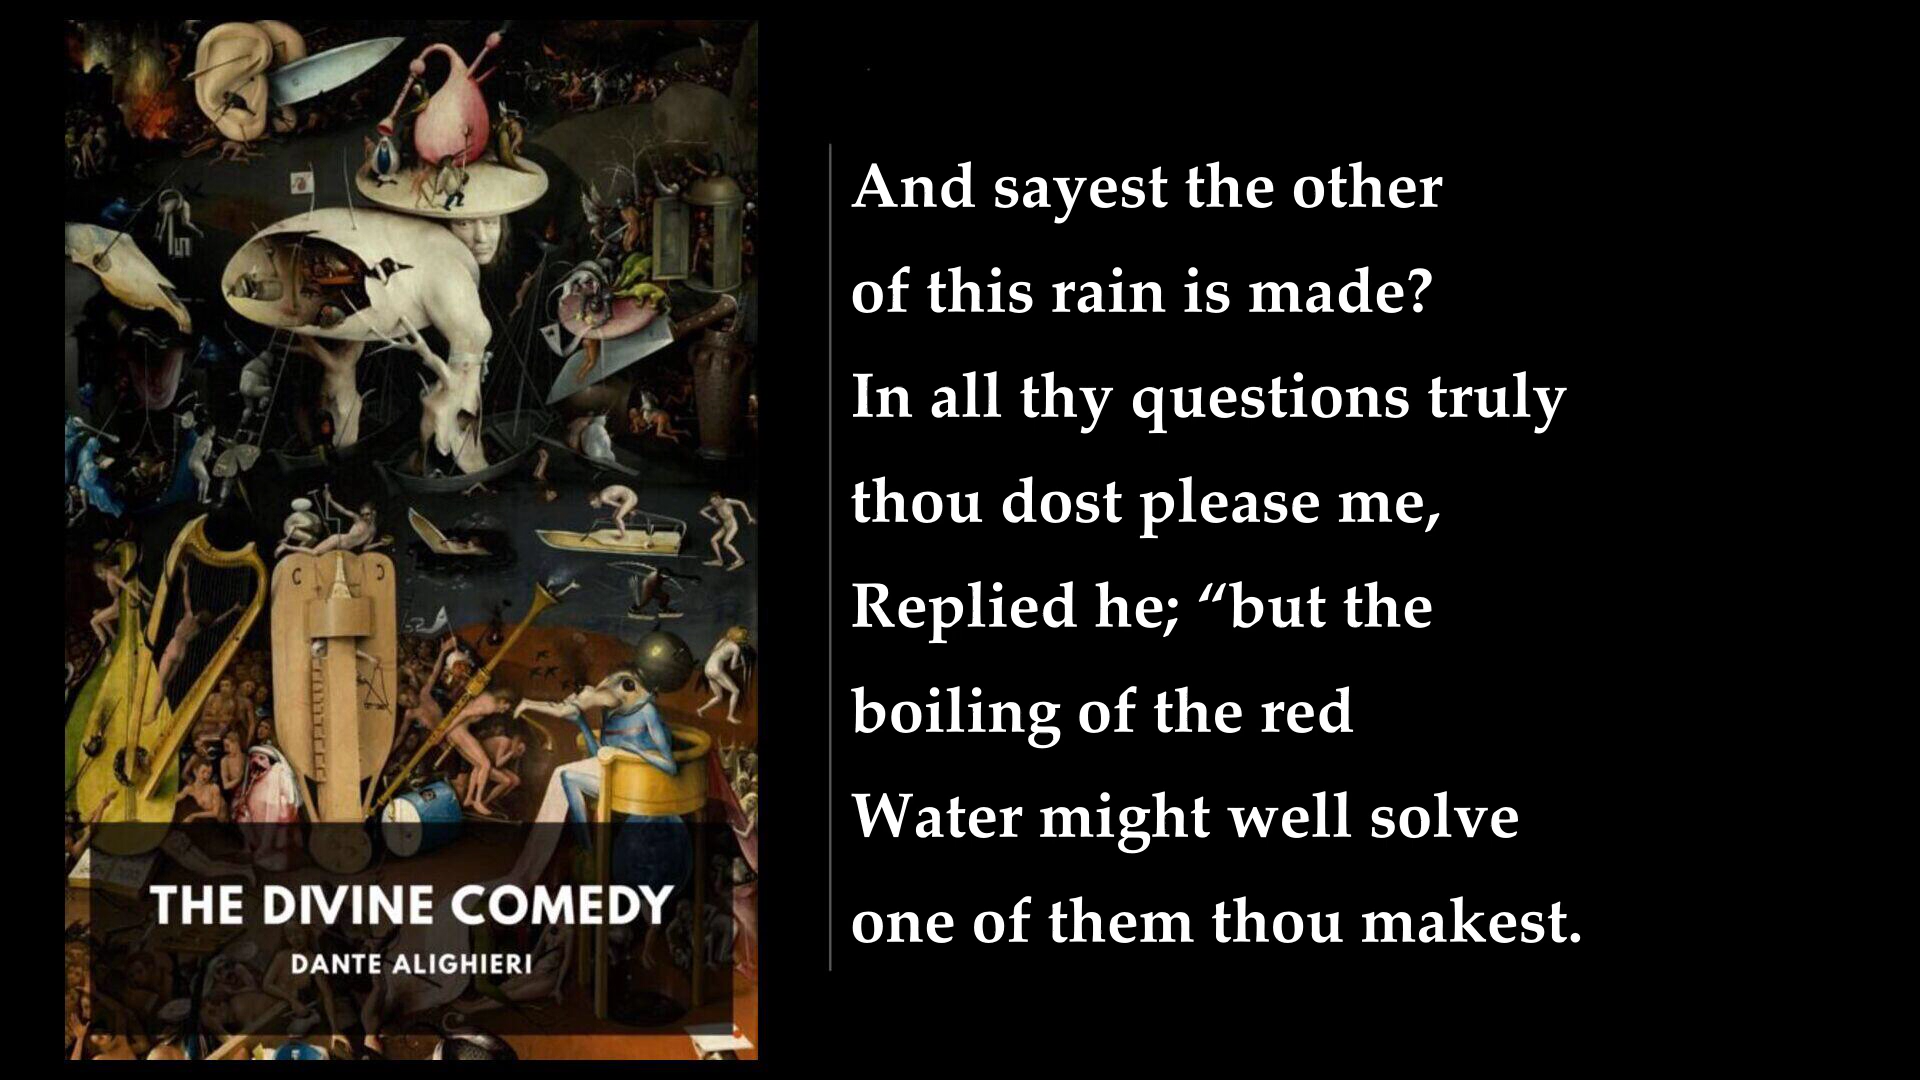 THE DIVINE COMEDY
DANTE ALIGHIERI
And sayest the other
of this rain is made?
In all thy questions truly
thou dost please me,
Replied he; “but the
boiling of the red
Water might well solve
one of them thou makest.